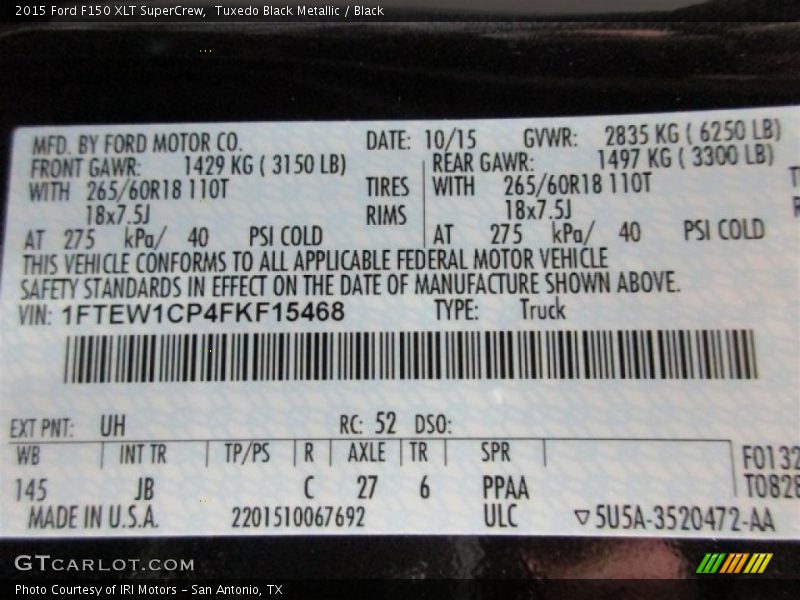 2015 Ford F150 XLT SuperCrew, Tuxedo Black Metallic / Black
MFD. BY FORD MOTOR CO. DATE: 10/15 GVWR: 2835 KG ( 6250 LB)
FRONT GAWR: 1429 KG ( 3150 LB) REAR GAWR: 1497 KG ( 3300 LB)
WITH 265/60R18 110T TIRES WITH 265/60R18 110T
18x7.5J RIMS 18x7.5J
AT 275 kPa/ 40 PSI COLD AT 275 kPa/ 40 PSI COLD
THIS VEHICLE CONFORMS TO ALL APPLICABLE FEDERAL MOTOR VEHICLE
SAFETY STANDARDS IN EFFECT ON THE DATE OF MANUFACTURE SHOWN ABOVE.
VIN: 1FTEW1CP4FKF15468 TYPE: Truck
EXT PNT: UH RC: 52 DSO:
WB INT TR TP/PS R AXLE TR SPR F0132
145 JB C 27 6 PPAA T0828
MADE IN U.S.A. 2201510067692 ULC ▽5U5A-3520472-AA
GTCARLOT.COM
Photo Courtesy of IRI Motors - San Antonio, TX